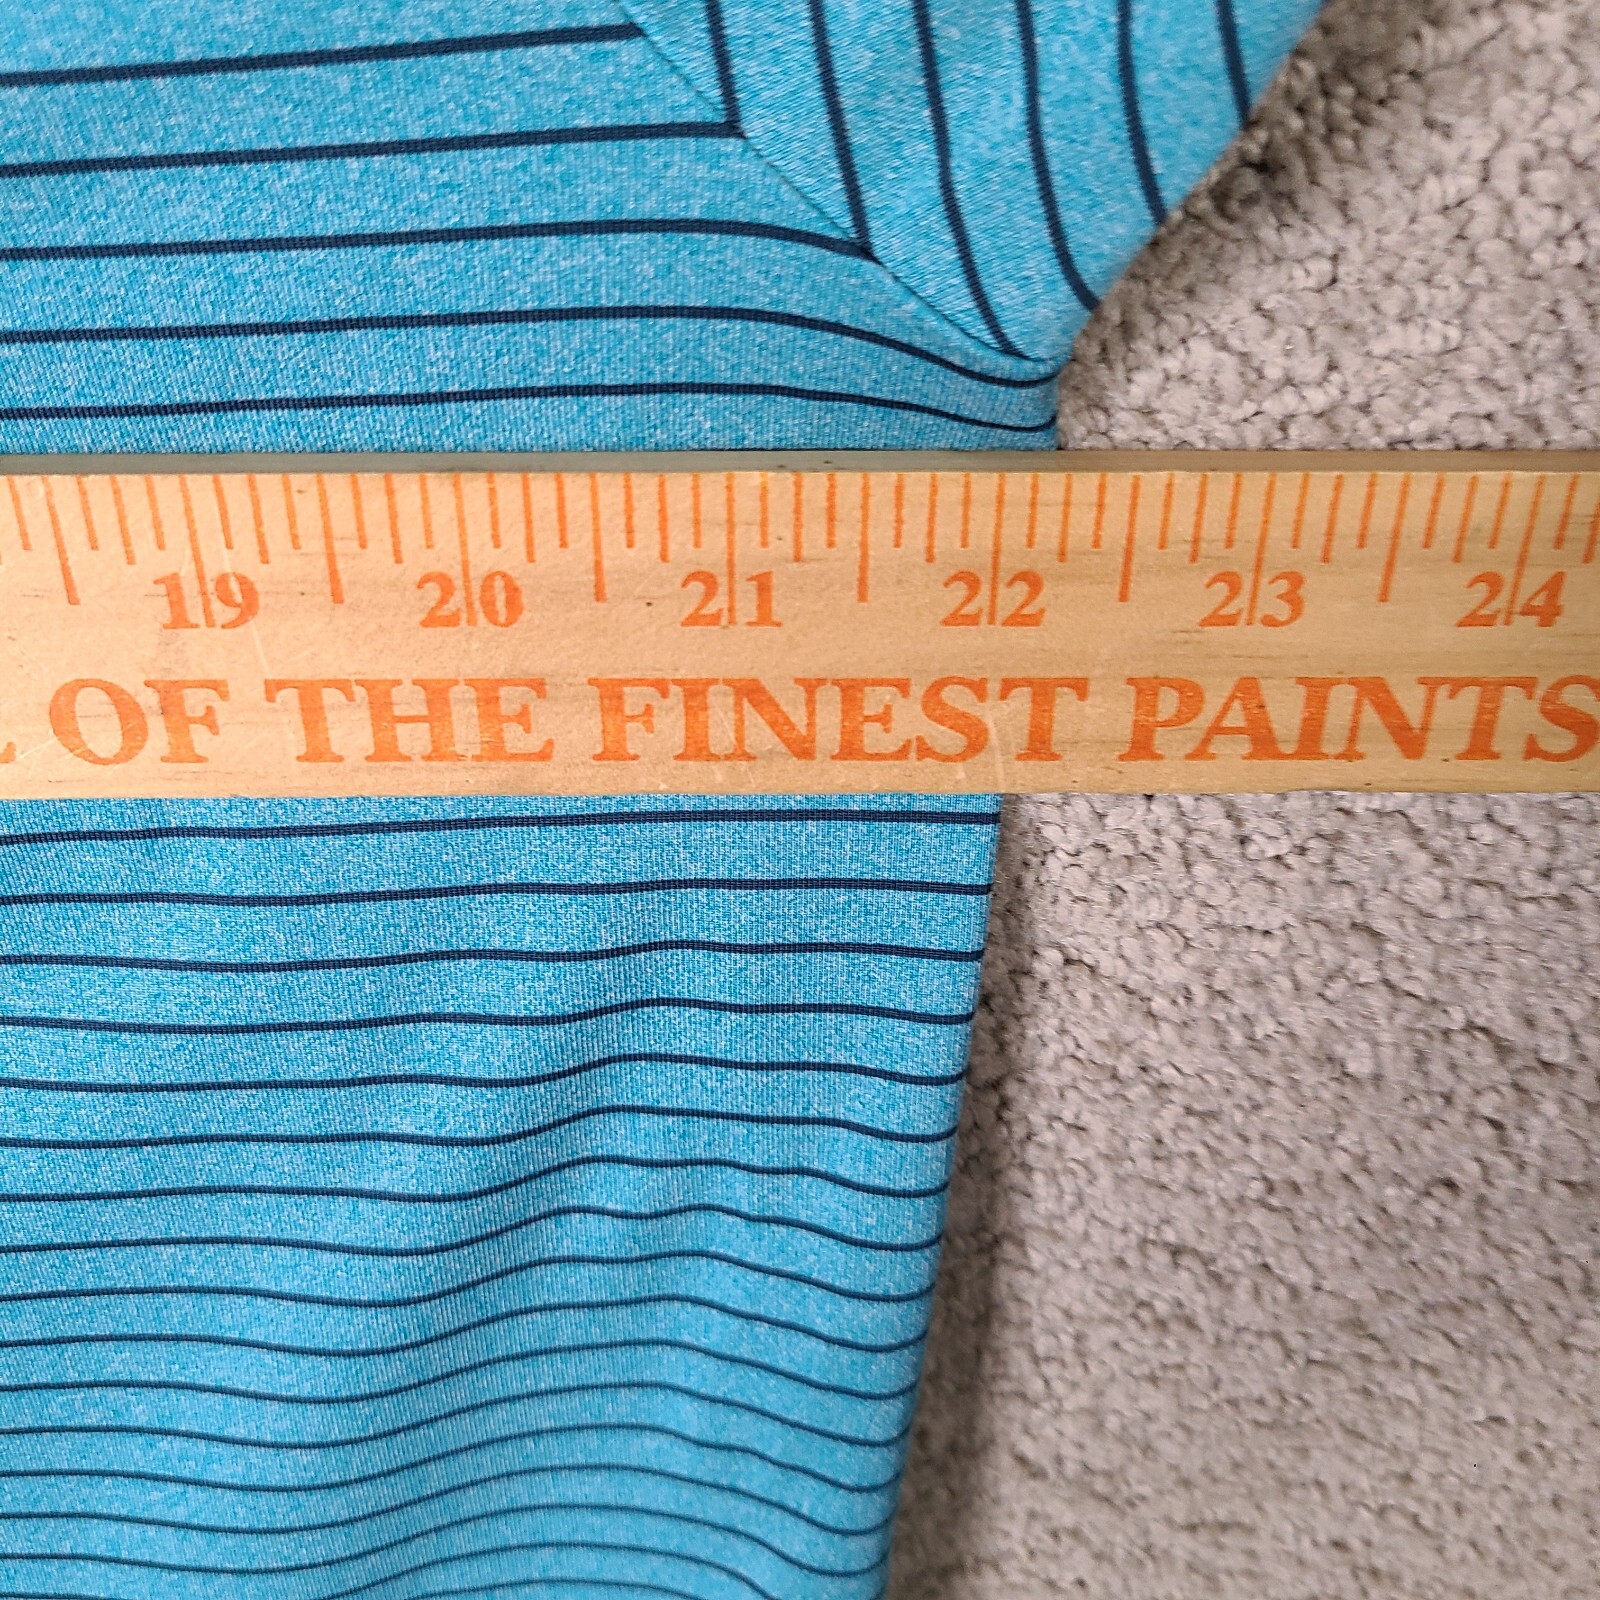 19 20 21 22 23 24
OF THE FINEST PAINTS